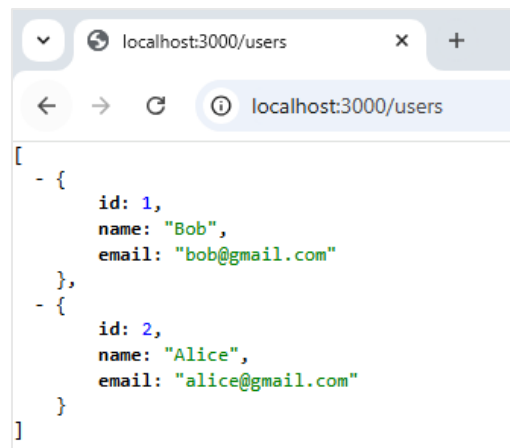 localhost:3000/users
localhost:3000/users
[
- {
id: 1,
name: "Bob",
email: "bob@gmail.com"
},
- {
id: 2,
name: "Alice",
email: "alice@gmail.com"
}
]